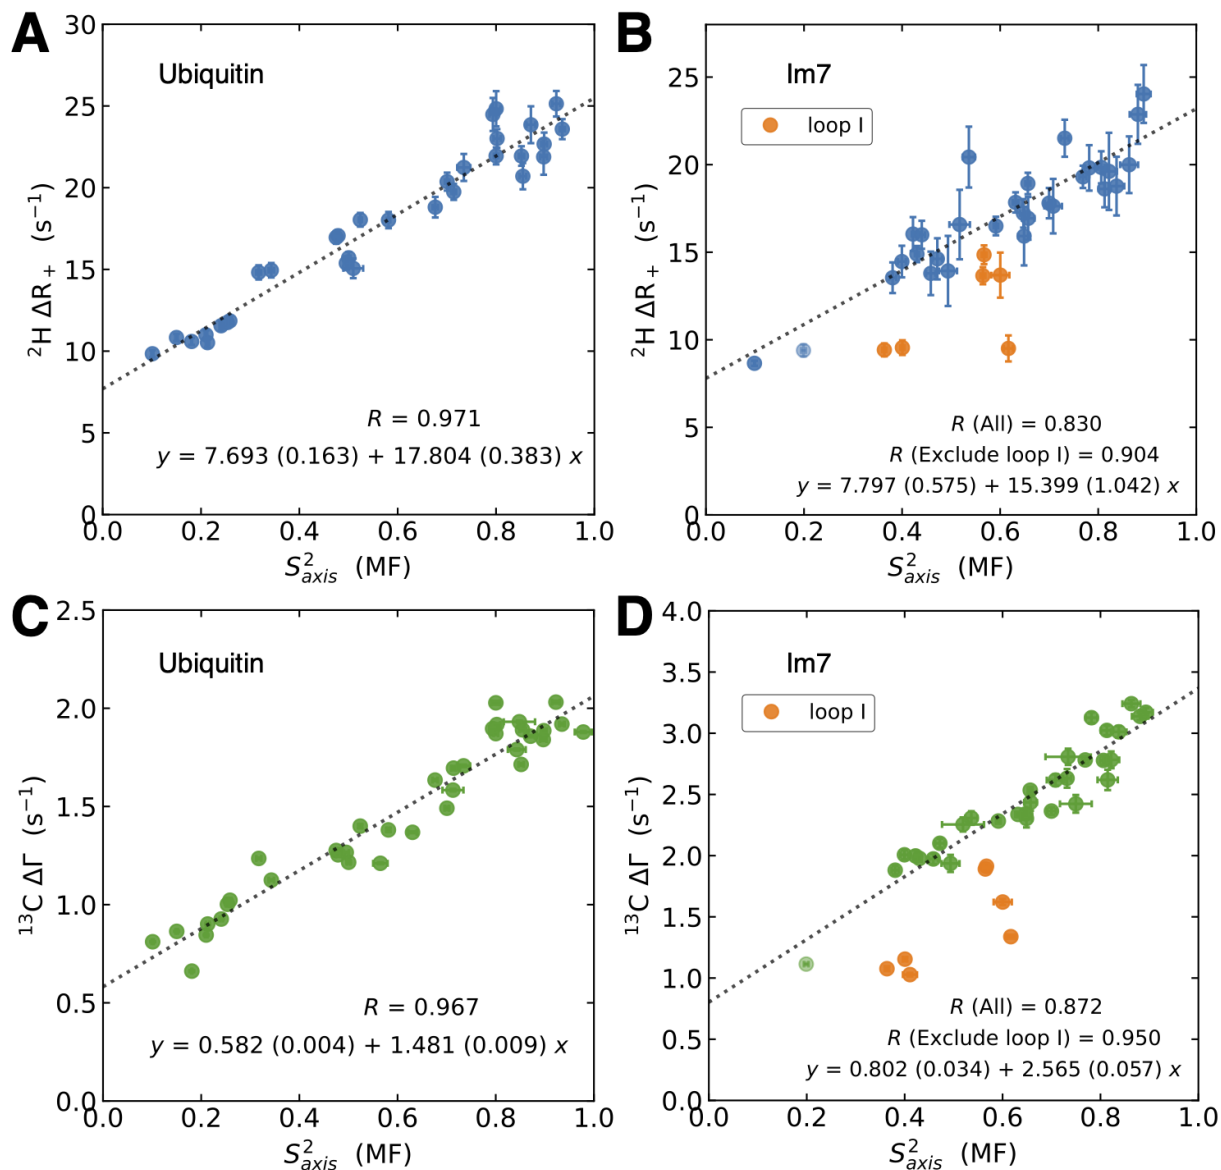 A
Ubiquitin
30
25
20
15
10
5
0
²H ΔR₊ (s⁻¹)
R = 0.971
y = 7.693 (0.163) + 17.804 (0.383) x
0.0 0.2 0.4 0.6 0.8 1.0
S²axis (MF)
B
Im7
loop I
25
20
15
10
5
0
²H ΔR₊ (s⁻¹)
R (All) = 0.830
R (Exclude loop I) = 0.904
y = 7.797 (0.575) + 15.399 (1.042) x
0.0 0.2 0.4 0.6 0.8 1.0
S²axis (MF)
C
Ubiquitin
2.5
2.0
1.5
1.0
0.5
0.0
¹³C ΔΓ (s⁻¹)
R = 0.967
y = 0.582 (0.004) + 1.481 (0.009) x
0.0 0.2 0.4 0.6 0.8 1.0
S²axis (MF)
D
Im7
loop I
4.0
3.5
3.0
2.5
2.0
1.5
1.0
0.5
0.0
¹³C ΔΓ (s⁻¹)
R (All) = 0.872
R (Exclude loop I) = 0.950
y = 0.802 (0.034) + 2.565 (0.057) x
0.0 0.2 0.4 0.6 0.8 1.0
S²axis (MF)